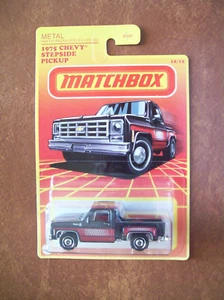 METAL
1975 CHEVY
STEPSIDE
PICKUP
MATCHBOX